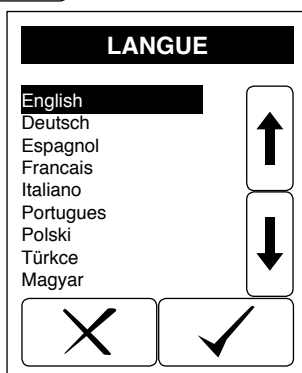 LANGUE
English
Deutsch
Espagnol
Francais
Italiano
Portugues
Polski
Türkce
Magyar